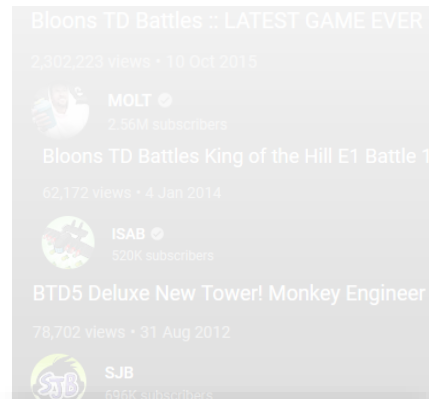 Bloons TD Battles :: LATEST GAME EVER
2,302,223 views • 10 Oct 2015
MOLT
2.56M subscribers
Bloons TD Battles King of the Hill E1 Battle 1
62,172 views • 4 Jan 2014
ISAB
520K subscribers
BTD5 Deluxe New Tower! Monkey Engineer
78,702 views • 31 Aug 2012
SJB
SJB
696K subscribers